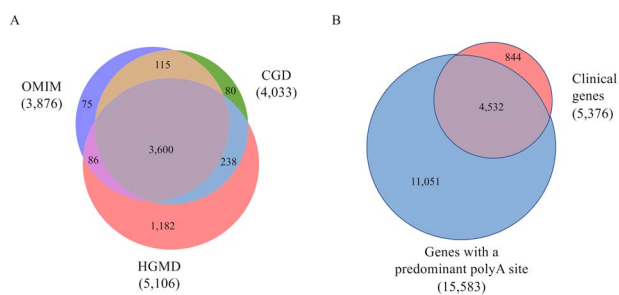 A
B
115
844
OMIM
(3,876)
CGD
(4,033)
75
80
Clinical
genes
(5,376)
4,532
3,600
86
238
11,051
1,182
HGMD
(5,106)
Genes with a
predominant polyA site
(15,583)